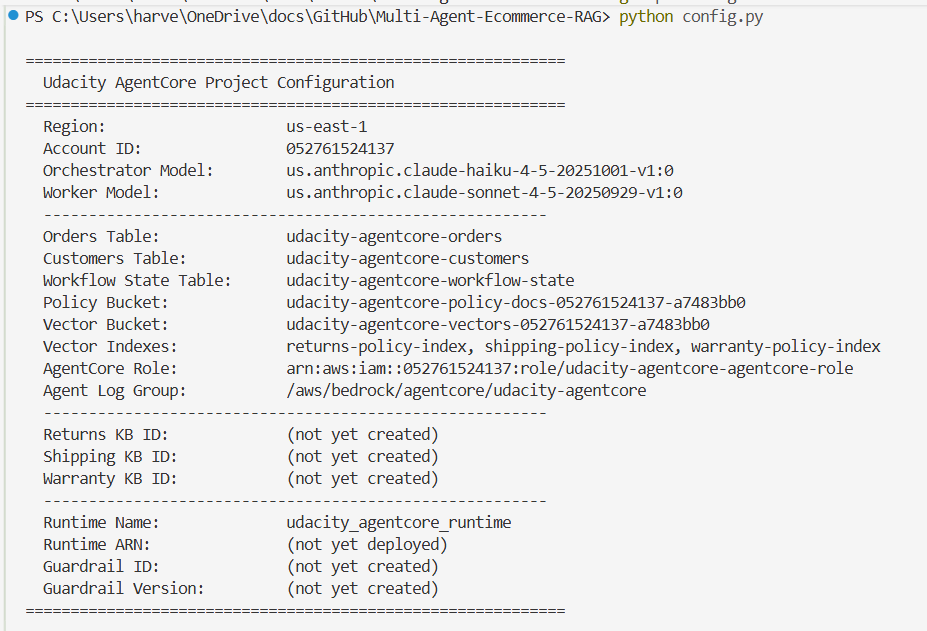 PS C:\Users\harve\OneDrive\docs\GitHub\Multi-Agent-Ecommerce-RAG> python config.py
============================================================
Udacity AgentCore Project Configuration
============================================================
Region: us-east-1
Account ID: 052761524137
Orchestrator Model: us.anthropic.claude-haiku-4-5-20251001-v1:0
Worker Model: us.anthropic.claude-sonnet-4-5-20250929-v1:0
--------------------------------------------------------
Orders Table: udacity-agentcore-orders
Customers Table: udacity-agentcore-customers
Workflow State Table: udacity-agentcore-workflow-state
Policy Bucket: udacity-agentcore-policy-docs-052761524137-a7483bb0
Vector Bucket: udacity-agentcore-vectors-052761524137-a7483bb0
Vector Indexes: returns-policy-index, shipping-policy-index, warranty-policy-index
AgentCore Role: arn:aws:iam::052761524137:role/udacity-agentcore-agentcore-role
Agent Log Group: /aws/bedrock/agentcore/udacity-agentcore
--------------------------------------------------------
Returns KB ID: (not yet created)
Shipping KB ID: (not yet created)
Warranty KB ID: (not yet created)
--------------------------------------------------------
Runtime Name: udacity_agentcore_runtime
Runtime ARN: (not yet deployed)
Guardrail ID: (not yet created)
Guardrail Version: (not yet created)
============================================================